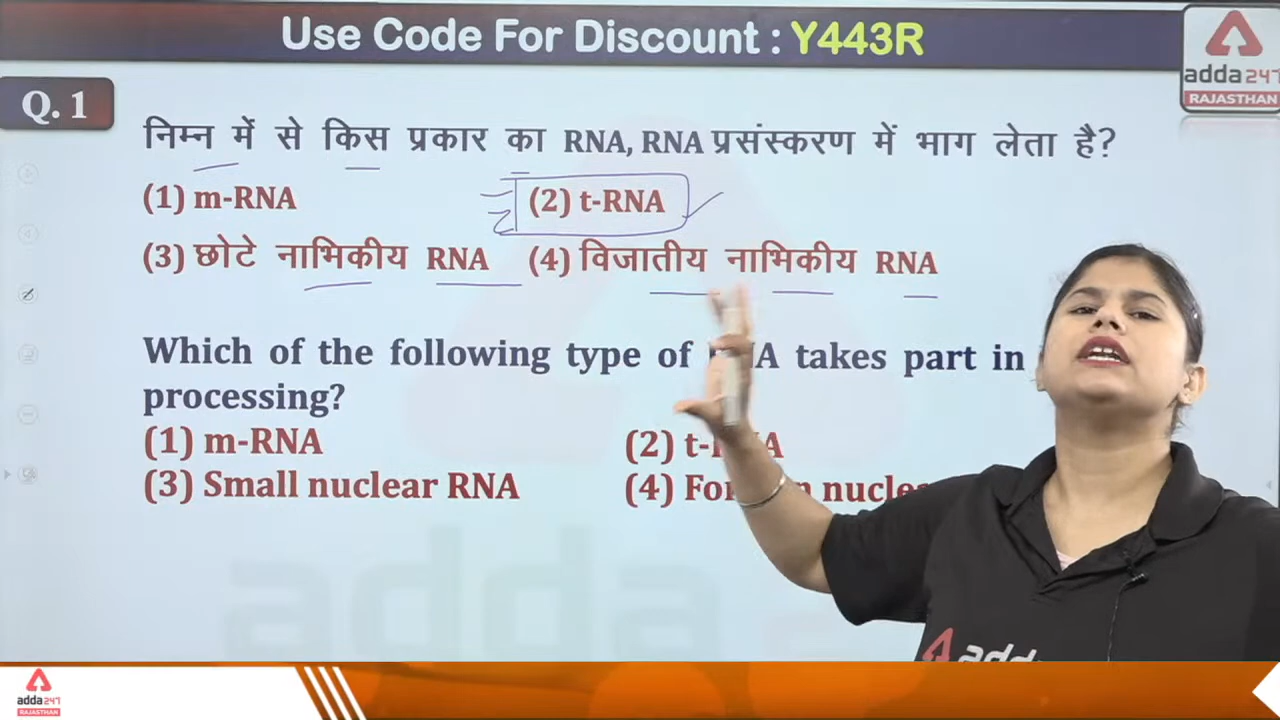 Use Code For Discount : Y443R
adda247
RAJASTHAN
Q. 1
निम्न में से किस प्रकार का RNA, RNA प्रसंस्करण में भाग लेता है?
(1) m-RNA (2) t-RNA
(3) छोटे नाभिकीय RNA (4) विजातीय नाभिकीय RNA
Which of the following type of takes part in
processing?
(1) m-RNA (2)
(3) Small nuclear RNA (4)
adda
adda247
RAJASTHAN